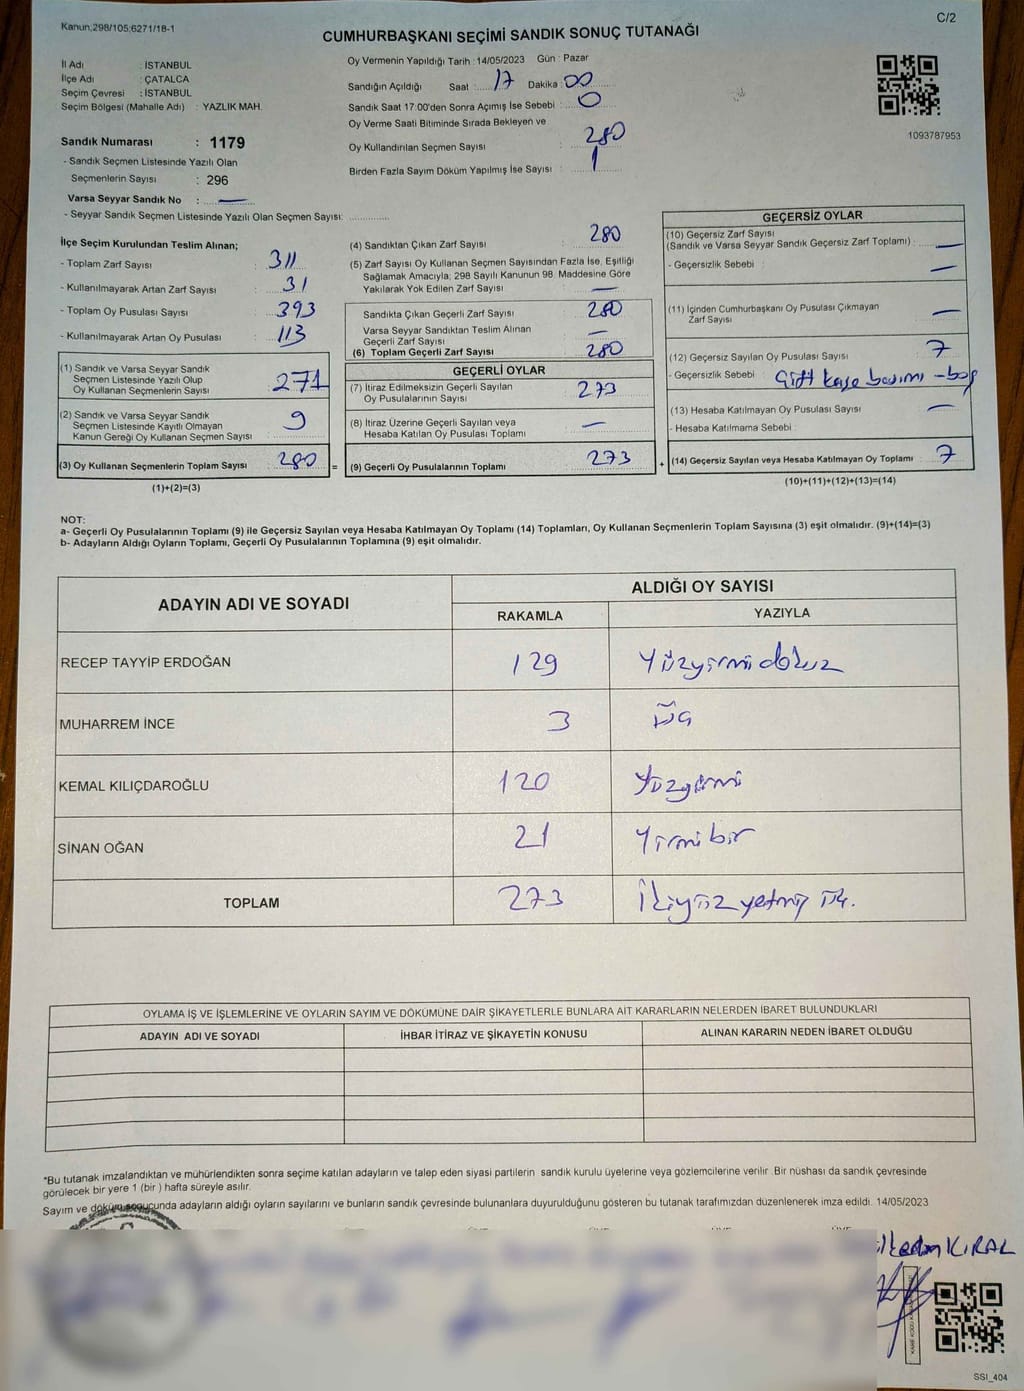 Kanun:298/105;6271/18-1
C/2
CUMHURBAŞKANI SEÇİMİ SANDIK SONUÇ TUTANAĞI
İl Adı : İSTANBUL
İlçe Adı : ÇATALCA
Seçim Çevresi : İSTANBUL
Seçim Bölgesi (Mahalle Adı) : YAZLIK MAH.
Sandık Numarası : 1179
- Sandık Seçmen Listesinde Yazılı Olan
Seçmenlerin Sayısı : 296
Varsa Seyyar Sandık No : —
- Seyyar Sandık Seçmen Listesinde Yazılı Olan Seçmen Sayısı: ............
Oy Vermenin Yapıldığı Tarih : 14/05/2023 Gün : Pazar
Sandığın Açıldığı Saat : 17 Dakika : 00
Sandık Saat 17:00'den Sonra Açımış İse Sebebi : 0
Oy Verme Saati Bitiminde Sırada Bekleyen ve
Oy Kullandırılan Seçmen Sayısı : 280
Birden Fazla Sayım Döküm Yapılmış İse Sayısı : 1
1093787953
İlçe Seçim Kurulundan Teslim Alınan;
- Toplam Zarf Sayısı : 311
- Kullanılmayarak Artan Zarf Sayısı : 31
- Toplam Oy Pusulası Sayısı : 393
- Kullanılmayarak Artan Oy Pusulası : 113
(1) Sandık ve Varsa Seyyar Sandık
Seçmen Listesinde Yazılı Olup
Oy Kullanan Seçmenlerin Sayısı : 271
(2) Sandık ve Varsa Seyyar Sandık
Seçmen Listesinde Kayıtlı Olmayan
Kanun Gereği Oy Kullanan Seçmen Sayısı : 9
(3) Oy Kullanan Seçmenlerin Toplam Sayısı : 280 =
(1)+(2)=(3)
(4) Sandıktan Çıkan Zarf Sayısı : 280
(5) Zarf Sayısı Oy Kullanan Seçmen Sayısından Fazla İse, Eşitliği
Sağlamak Amacıyla; 298 Sayılı Kanunun 98. Maddesine Göre
Yakılarak Yok Edilen Zarf Sayısı : —
Sandıkta Çıkan Geçerli Zarf Sayısı : 280
Varsa Seyyar Sandıktan Teslim Alınan
Geçerli Zarf Sayısı : —
(6) Toplam Geçerli Zarf Sayısı : 280
GEÇERLİ OYLAR
(7) İtiraz Edilmeksizin Geçerli Sayılan
Oy Pusulalarının Sayısı : 273
(8) İtiraz Üzerine Geçerli Sayılan veya
Hesaba Katılan Oy Pusulası Toplamı : —
(9) Geçerli Oy Pusulalarının Toplamı : 273 +
GEÇERSİZ OYLAR
(10) Geçersiz Zarf Sayısı
(Sandık ve Varsa Seyyar Sandık Geçersiz Zarf Toplamı) : —
- Geçersizlik Sebebi : —
(11) İçinden Cumhurbaşkanı Oy Pusulası Çıkmayan
Zarf Sayısı : —
(12) Geçersiz Sayılan Oy Pusulası Sayısı : 7
- Geçersizlik Sebebi : Çift kaşe basımı - boş
(13) Hesaba Katılmayan Oy Pusulası Sayısı : —
- Hesaba Katılmama Sebebi :
(14) Geçersiz Sayılan veya Hesaba Katılmayan Oy Toplamı : 7
(10)+(11)+(12)+(13)=(14)
NOT:
a- Geçerli Oy Pusulalarının Toplamı (9) ile Geçersiz Sayılan veya Hesaba Katılmayan Oy Toplamı (14) Toplamları, Oy Kullanan Seçmenlerin Toplam Sayısına (3) eşit olmalıdır. (9)+(14)=(3)
b- Adayların Aldığı Oyların Toplamı, Geçerli Oy Pusulalarının Toplamına (9) eşit olmalıdır.
ADAYIN ADI VE SOYADI ALDIĞI OY SAYISI
RAKAMLA YAZIYLA
RECEP TAYYİP ERDOĞAN 129 Yüzyirmidokuz
MUHARREM İNCE 3 Üç
KEMAL KILIÇDAROĞLU 120 Yüzyirmi
SİNAN OĞAN 21 Yirmibir
TOPLAM 273 İkiyüzyetmiş üç.
OYLAMA İŞ VE İŞLEMLERİNE VE OYLARIN SAYIM VE DÖKÜMÜNE DAİR ŞİKAYETLERLE BUNLARA AİT KARARLARIN NELERDEN İBARET BULUNDUKLARI
ADAYIN ADI VE SOYADI İHBAR İTİRAZ VE ŞİKAYETİN KONUSU ALINAN KARARIN NEDEN İBARET OLDUĞU
*Bu tutanak imzalandıktan ve mühürlendikten sonra seçime katılan adayların ve talep eden siyasi partilerin sandık kurulu üyelerine veya gözlemcilerine verilir. Bir nüshası da sandık çevresinde
görülecek bir yere 1 (bir ) hafta süreyle asılır.
Sayım ve döküm sonucunda adayların aldığı oyların sayılarını ve bunların sandık çevresinde bulunanlara duyurulduğunu gösteren bu tutanak tarafımızdan düzenlenerek imza edildi. 14/05/2023
KIRAL
SSI_404